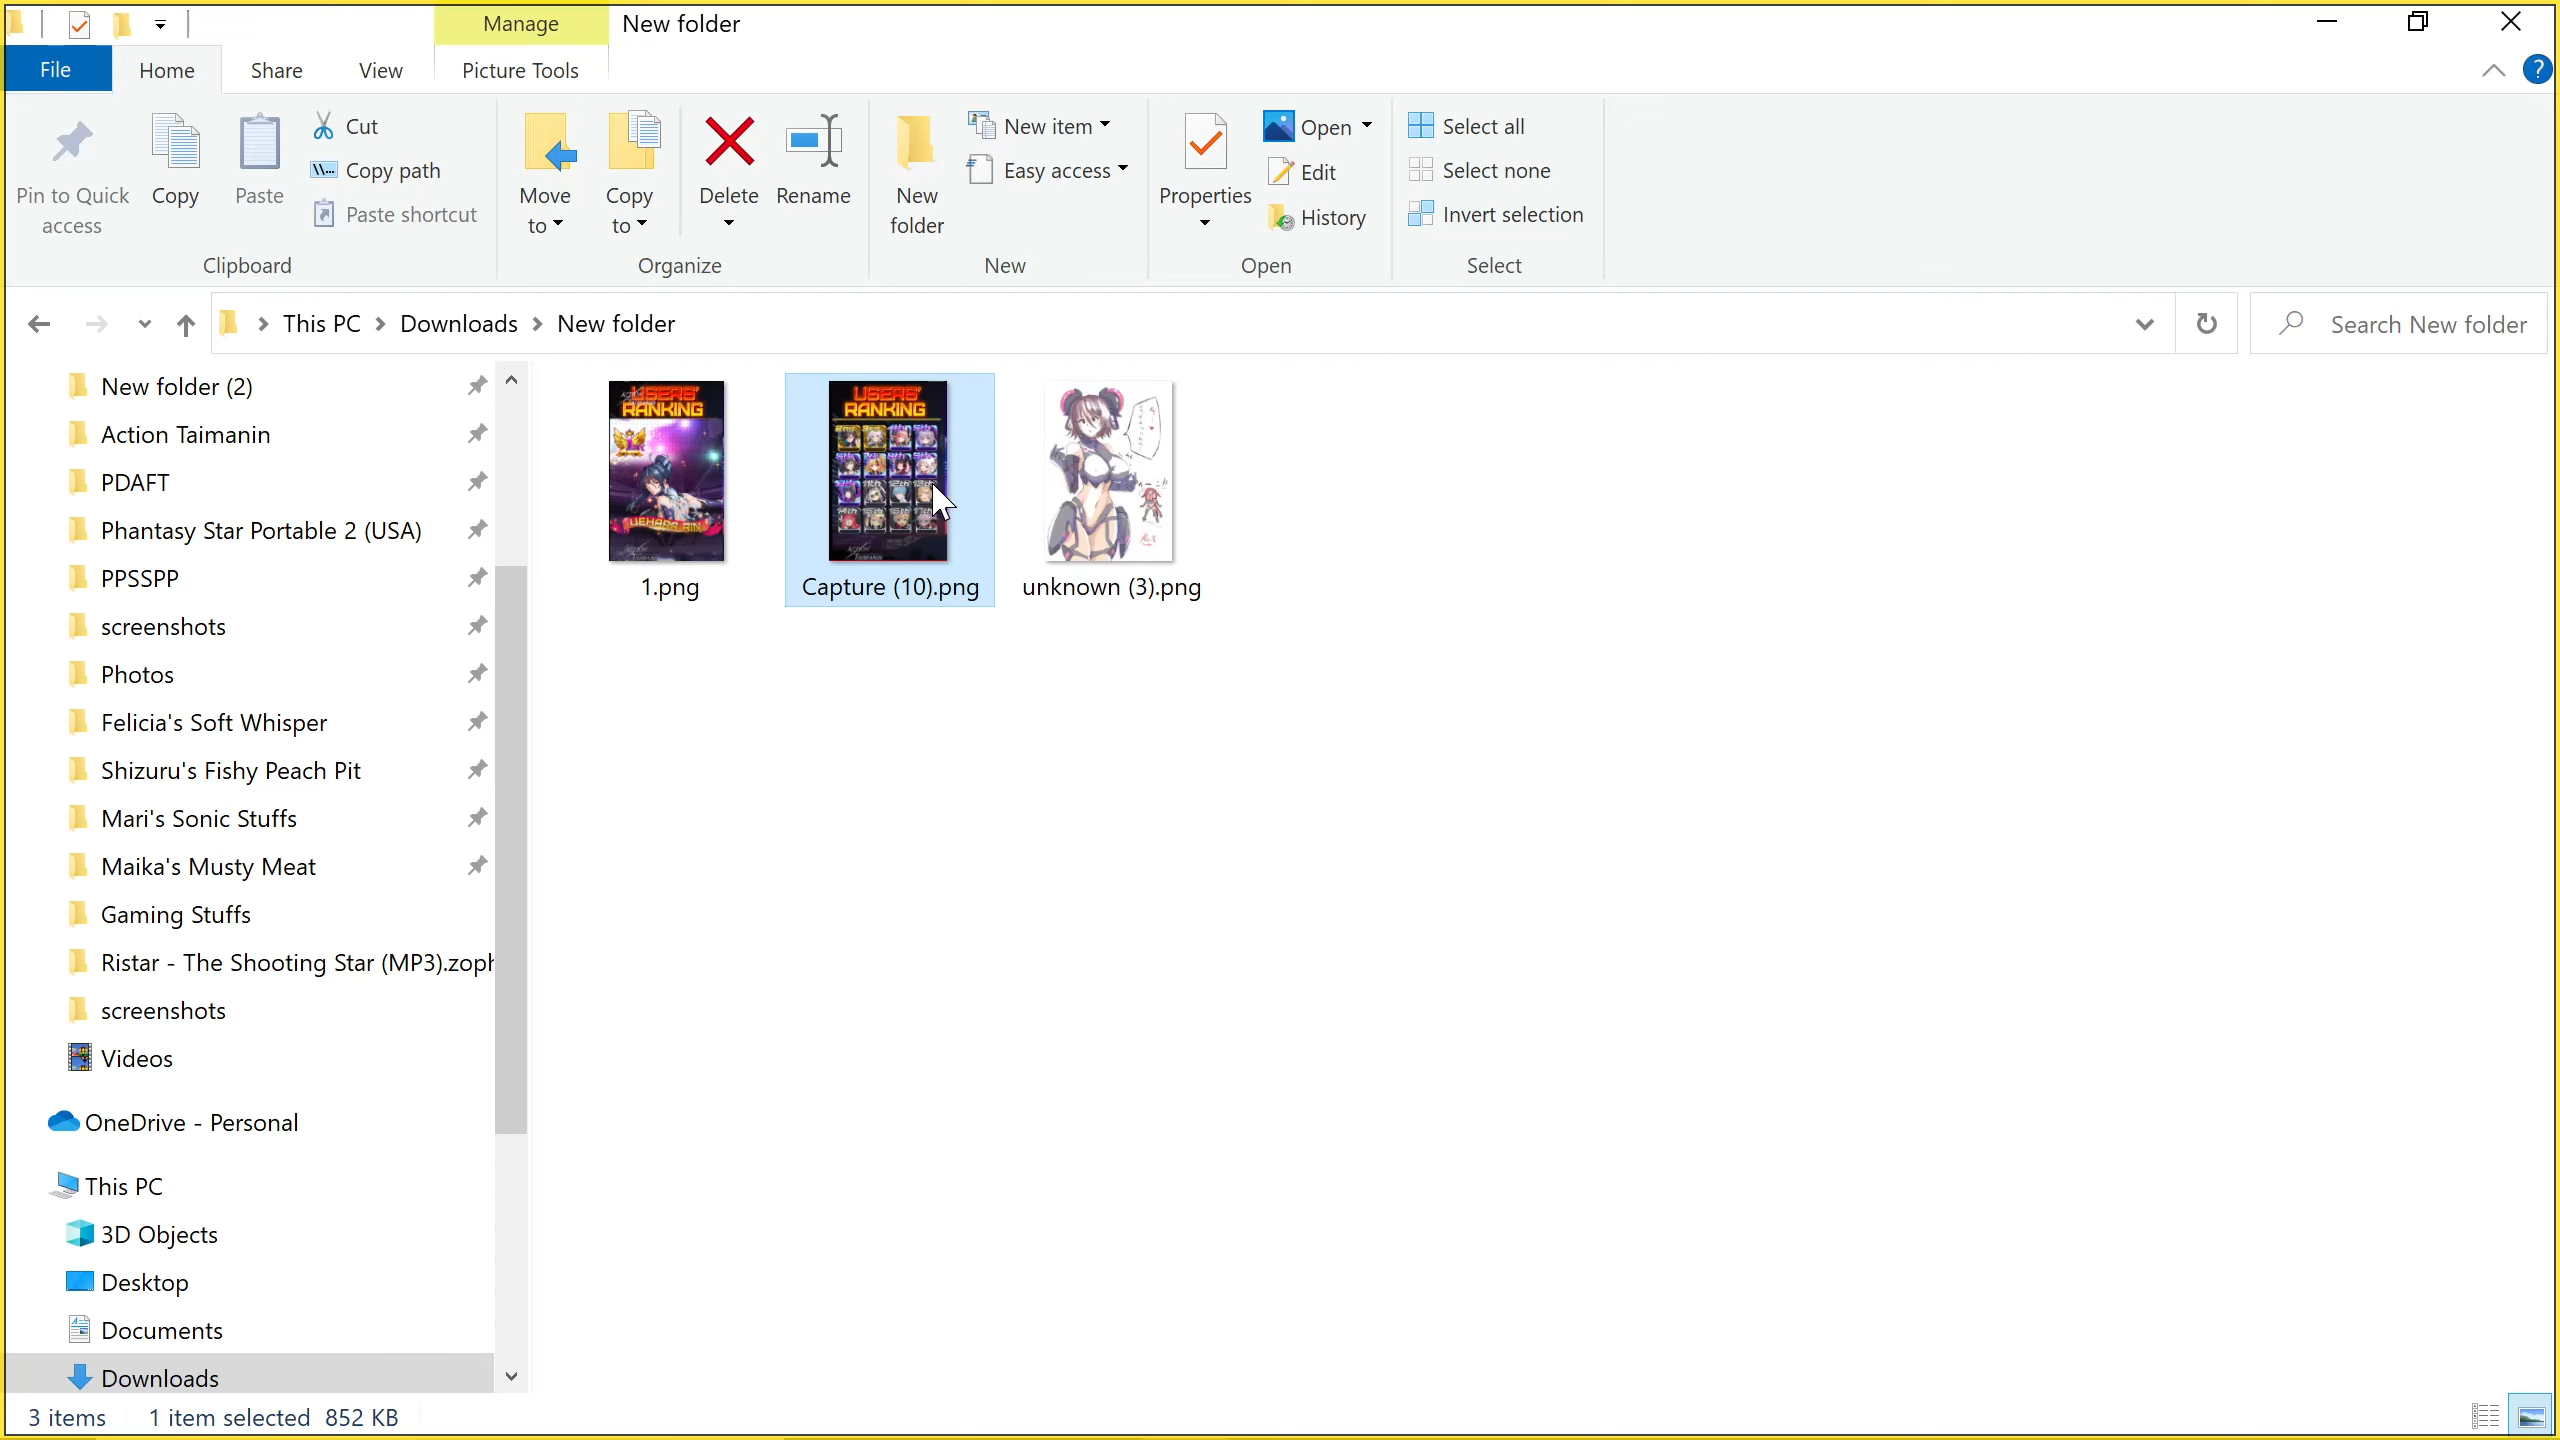 Manage
New folder
File
Home
Share
View
Picture Tools
?
Pin to Quick
access
Copy
Paste
Cut
Copy path
Paste shortcut
Clipboard
Move
to
Copy
to
Delete
Rename
Organize
New
folder
New item
Easy access
New
Properties
Open
Edit
History
Open
Select all
Select none
Invert selection
Select
This PC
Downloads
New folder
Search New folder
New folder (2)
Action Taimanin
PDAFT
Phantasy Star Portable 2 (USA)
PPSSPP
screenshots
Photos
Felicia's Soft Whisper
Shizuru's Fishy Peach Pit
Mari's Sonic Stuffs
Maika's Musty Meat
Gaming Stuffs
Ristar - The Shooting Star (MP3).zoph
screenshots
Videos
OneDrive - Personal
This PC
3D Objects
Desktop
Documents
Downloads
USERS'
RANKING
UEHARA RIN
1.png
USERS'
RANKING
ACTION
TAIMANIN
Capture (10).png
unknown (3).png
3 items
1 item selected 852 KB